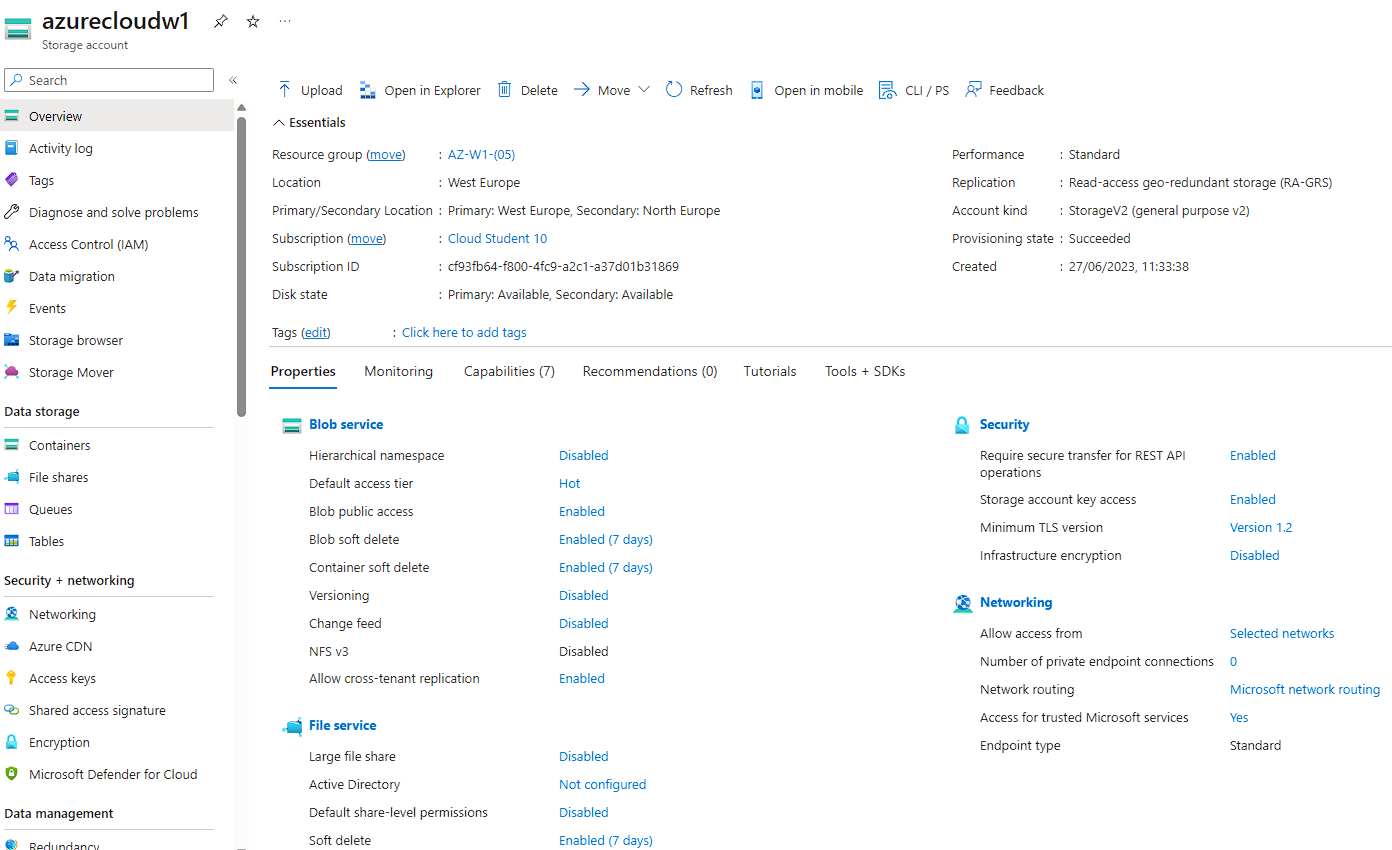 azurecloudw1
Storage account
Search
«
Overview
Activity log
Tags
Diagnose and solve problems
Access Control (IAM)
Data migration
Events
Storage browser
Storage Mover
Data storage
Containers
File shares
Queues
Tables
Security + networking
Networking
Azure CDN
Access keys
Shared access signature
Encryption
Microsoft Defender for Cloud
Data management
Redundancy
Upload Open in Explorer Delete Move Refresh Open in mobile CLI / PS Feedback
Essentials
Resource group (move) : AZ-W1-(05)
Location : West Europe
Primary/Secondary Location : Primary: West Europe, Secondary: North Europe
Subscription (move) : Cloud Student 10
Subscription ID : cf93fb64-f800-4fc9-a2c1-a37d01b31869
Disk state : Primary: Available, Secondary: Available
Performance : Standard
Replication : Read-access geo-redundant storage (RA-GRS)
Account kind : StorageV2 (general purpose v2)
Provisioning state : Succeeded
Created : 27/06/2023, 11:33:38
Tags (edit) : Click here to add tags
Properties Monitoring Capabilities (7) Recommendations (0) Tutorials Tools + SDKs
Blob service
Hierarchical namespace Disabled
Default access tier Hot
Blob public access Enabled
Blob soft delete Enabled (7 days)
Container soft delete Enabled (7 days)
Versioning Disabled
Change feed Disabled
NFS v3 Disabled
Allow cross-tenant replication Enabled
File service
Large file share Disabled
Active Directory Not configured
Default share-level permissions Disabled
Soft delete Enabled (7 days)
Security
Require secure transfer for REST API Enabled
operations
Storage account key access Enabled
Minimum TLS version Version 1.2
Infrastructure encryption Disabled
Networking
Allow access from Selected networks
Number of private endpoint connections 0
Network routing Microsoft network routing
Access for trusted Microsoft services Yes
Endpoint type Standard